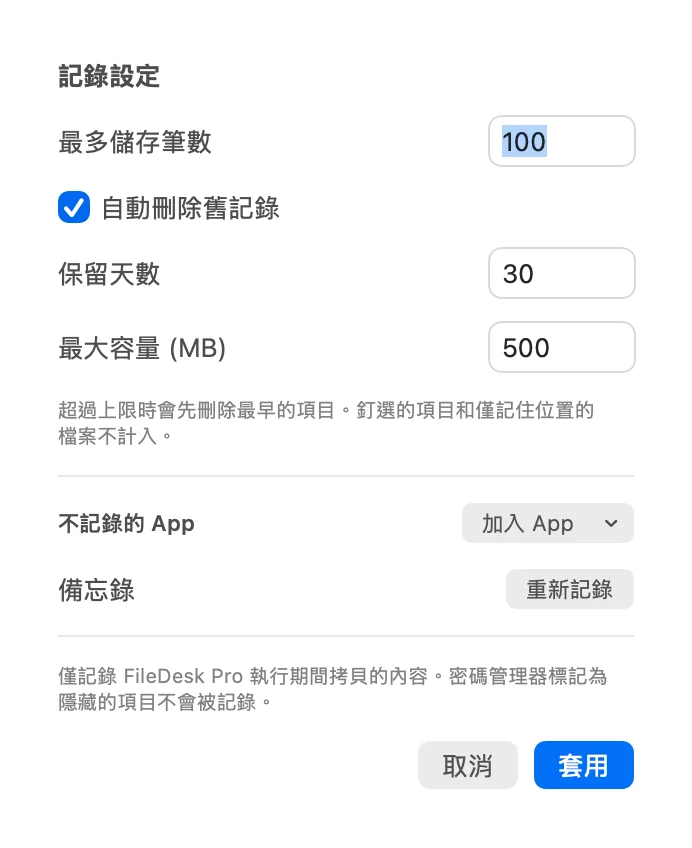 記錄設定
最多儲存筆數 100
自動刪除舊記錄
保留天數 30
最大容量 (MB) 500
超過上限時會先刪除最早的項目。釘選的項目和僅記住位置的
檔案不計入。
不記錄的 App 加入 App
備忘錄 重新記錄
僅記錄 FileDesk Pro 執行期間拷貝的內容。密碼管理器標記為
隱藏的項目不會被記錄。
取消 套用